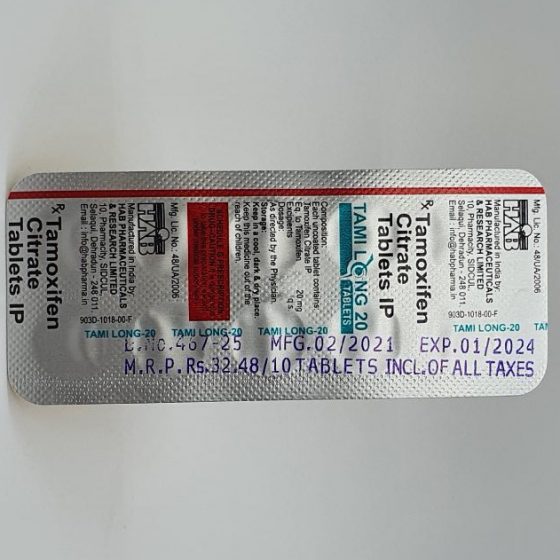 HAB
Mfg. Lic. No.: 48/UA/2006
Manufactured in India by
HAB PHARMACEUTICALS
& RESEARCH LIMITED
10, Pharmacity, SIDCUL
Selaqui, Dehradun - 248 011
Email : info@habpharma.in
903D-1018-00-F
Rx
Tamoxifen
Citrate
Tablets IP
TAMI LONG 20
TABLETS
Composition:
Each uncoated tablet contains
Tamoxifen Citrate IP
Eq. to Tamoxifen 20 mg
Excipients q s
Dosage:
As directed by the Physician.
Storage:
Keep in a cool, dark & dry place.
Keep this medicine out of the
reach of children.
HAB
Mfg. Lic. No.: 48/UA/2006
Manufactured in India by
HAB PHARMACEUTICALS
& RESEARCH LIMITED
10, Pharmacity, SIDCUL
Selaqui, Dehradun - 248 011
Email : info@habpharma.in
903D-1018-00-F
Rx
Tamoxifen
Citrate
Tablets IP
TAMI LONG-20 TAMI LONG-20 TAMI LONG-20 TAMI LONG-20
B.NO.467-25 MFG.02/2021 EXP.01/2024
M.R.P.Rs.32.48/10 TABLETS INCL.OF ALL TAXES